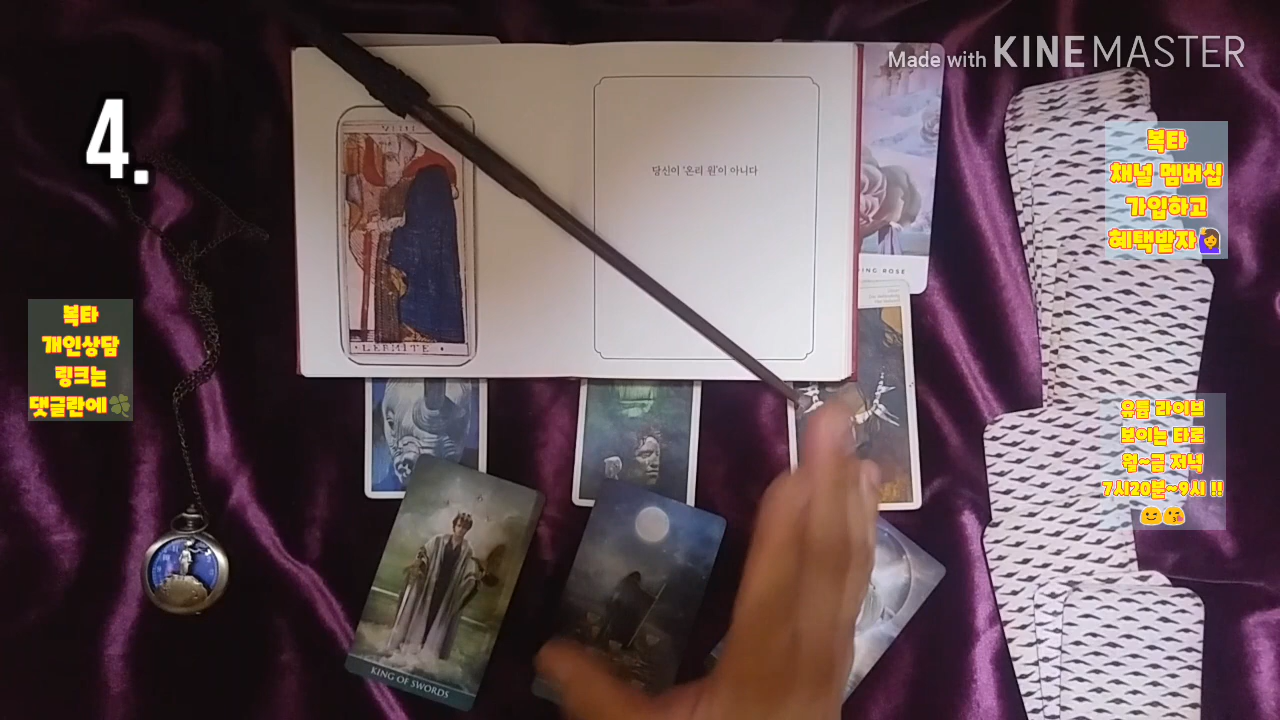 Made with KINEMASTER
4.
VIIII
당신이 '온리 원'이 아니다
LERMITE
ING ROSE
KING OF SWORDS
복타
개인상담
링크는
댓글란에🍀
복타
채널 멤버십
가입하고
혜택받자🙋‍♀️
유튭 라이브
보이는 타로
월~금 저녁
7시20분~9시 !!
😉😘